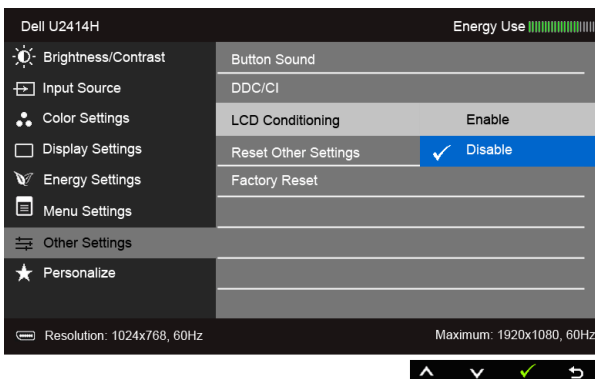 Dell U2414H
Energy Use
Brightness/Contrast
Button Sound
Input Source
DDC/CI
Color Settings
LCD Conditioning
Enable
Display Settings
Reset Other Settings
Disable
Energy Settings
Factory Reset
Menu Settings
Other Settings
Personalize
Resolution: 1024x768, 60Hz
Maximum: 1920x1080, 60Hz